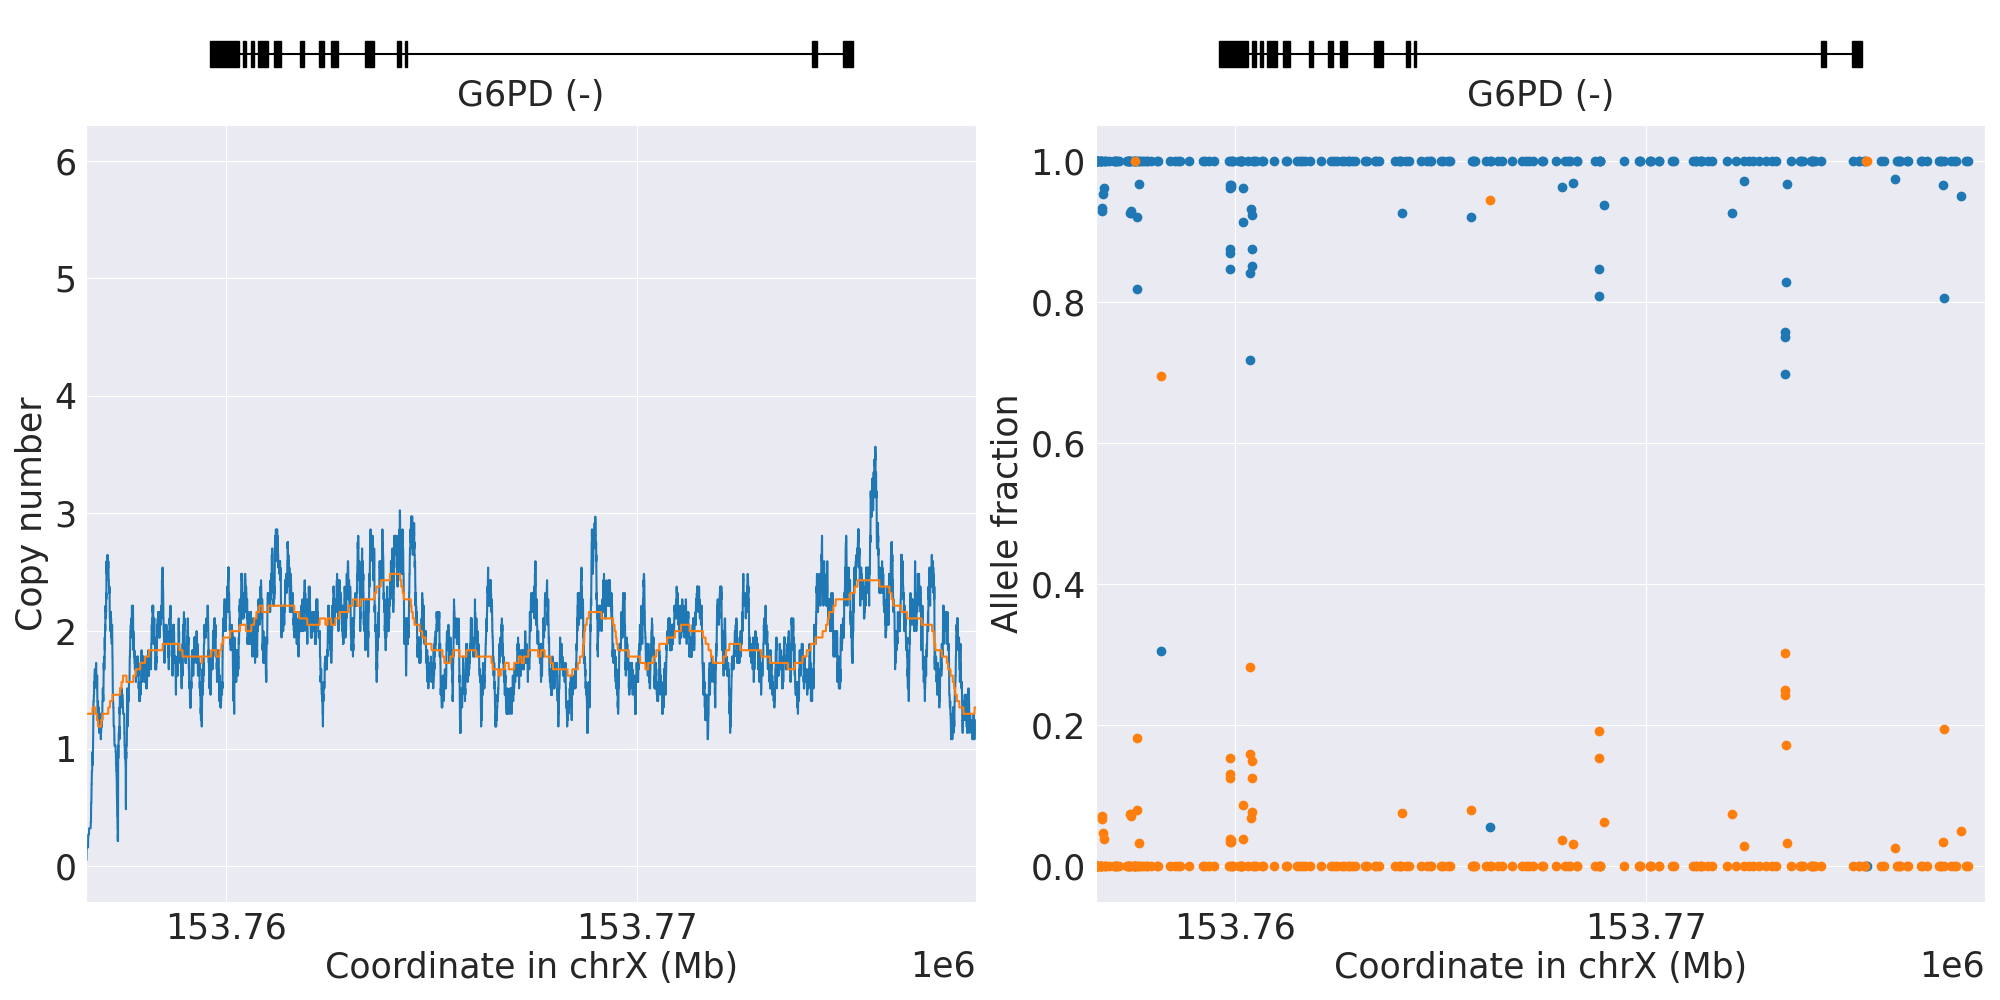 G6PD (-)
6
5
4
3
2
1
0
Copy number
153.76
153.77
Coordinate in chrX (Mb)
1e6
G6PD (-)
1.0
0.8
0.6
0.4
0.2
0.0
Allele fraction
153.76
153.77
Coordinate in chrX (Mb)
1e6